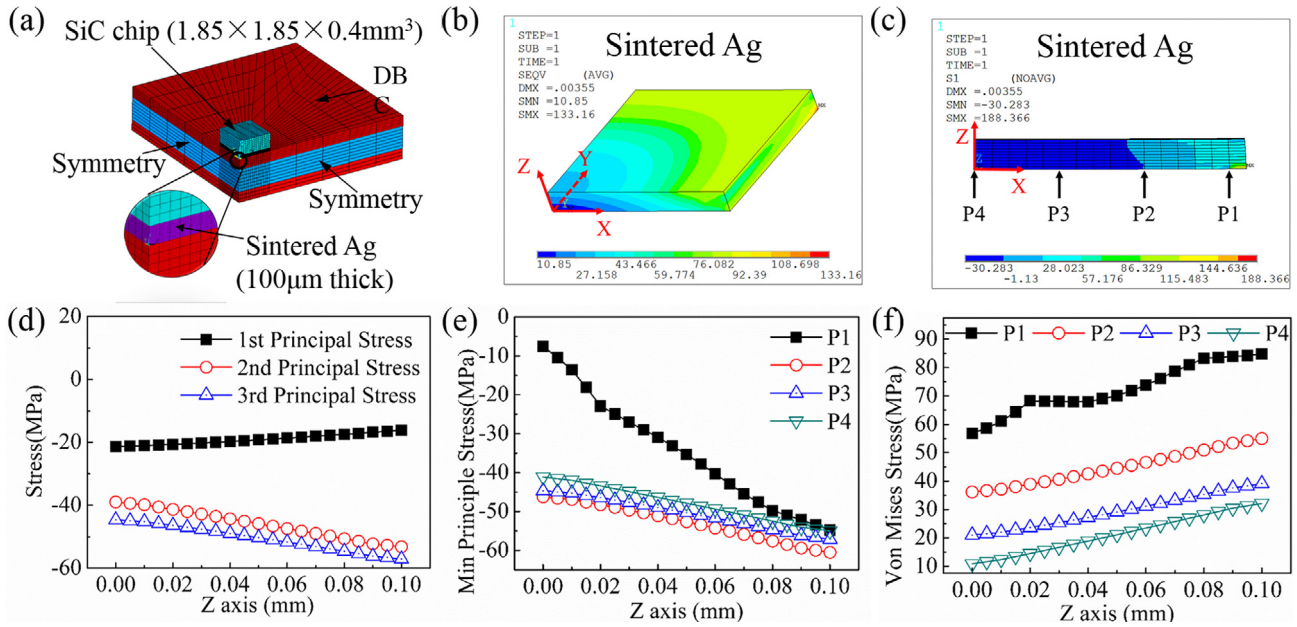 (a)
SiC chip (1.85×1.85×0.4mm³)
DB
C
Symmetry
Symmetry
Sintered Ag
(100μm thick)
(b)
1
STEP=1
SUB =1
TIME=1
SEQV (AVG)
DMX =.00355
SMN =10.85
SMX =133.16
Sintered Ag
MX
Z
Y
X
10.85 43.466 76.082 108.698
27.158 59.774 92.39 133.16
(c)
1
STEP=1
SUB =1
TIME=1
S1 (NOAVG)
DMX =.00355
SMN =-30.283
SMX =188.366
Sintered Ag
Z
Z
X
MX
P4 P3 P2 P1
-30.283 28.023 86.329 144.636
-1.13 57.176 115.483 188.366
(d)
Stress(MPa)
20
0
-20
-40
-60
1st Principal Stress
2nd Principal Stress
3rd Principal Stress
0.00 0.02 0.04 0.06 0.08 0.10
Z axis (mm)
(e)
Min Principle Stress(MPa)
0
-10
-20
-30
-40
-50
-60
P1
P2
P3
P4
0.00 0.02 0.04 0.06 0.08 0.10
Z axis (mm)
(f)
Von Mises Stress(MPa)
90
80
70
60
50
40
30
20
10
P1 P2 P3 P4
0.00 0.02 0.04 0.06 0.08 0.10
Z axis (mm)